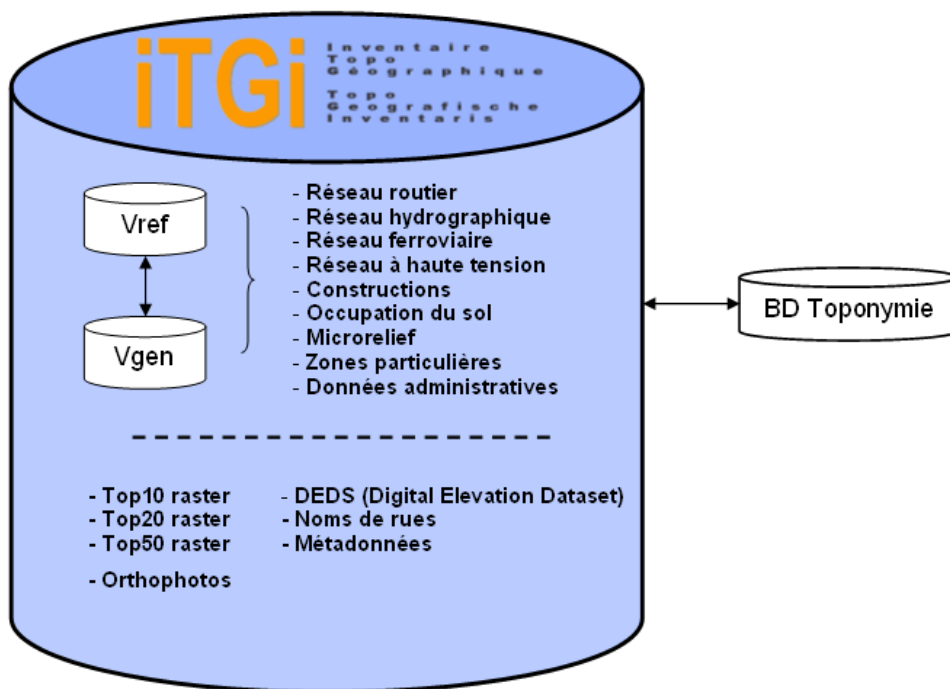 iTGi
Inventaire
Topo
Géographique
Topo
Geografische
Inventaris
Vref
Vgen
- Réseau routier
- Réseau hydrographique
- Réseau ferroviaire
- Réseau à haute tension
- Constructions
- Occupation du sol
- Microrelief
- Zones particulières
- Données administratives
BD Toponymie
- Top10 raster
- Top20 raster
- Top50 raster
- Orthophotos
- DEDS (Digital Elevation Dataset)
- Noms de rues
- Métadonnées